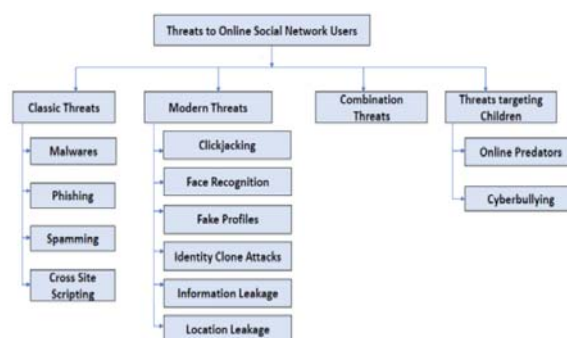 Threats to Online Social Network Users
Classic Threats
Malwares
Phishing
Spamming
Cross Site
Scripting
Modern Threats
Clickjacking
Face Recognition
Fake Profiles
Identity Clone Attacks
Information Leakage
Location Leakage
Combination
Threats
Threats targeting
Children
Online Predators
Cyberbullying